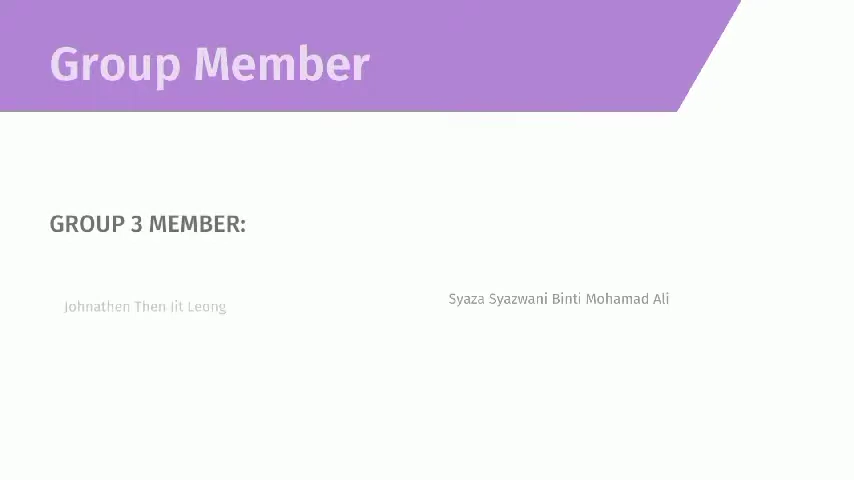 Group Member
GROUP 3 MEMBER:
Johnathen Then Jit Leong
Syaza Syazwani Binti Mohamad Ali